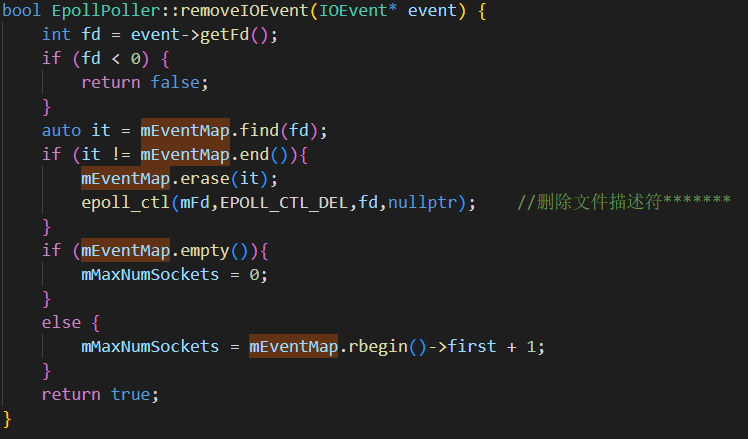 bool EpollPoller::removeIOEvent(IOEvent* event) {
    int fd = event->getFd();
    if (fd < 0) {
        return false;
    }
    auto it = mEventMap.find(fd);
    if (it != mEventMap.end()){
        mEventMap.erase(it);
        epoll_ctl(mFd,EPOLL_CTL_DEL,fd,nullptr);    //删除文件描述符*******
    }
    if (mEventMap.empty()){
        mMaxNumSockets = 0;
    }
    else {
        mMaxNumSockets = mEventMap.rbegin()->first + 1;
    }
    return true;
}